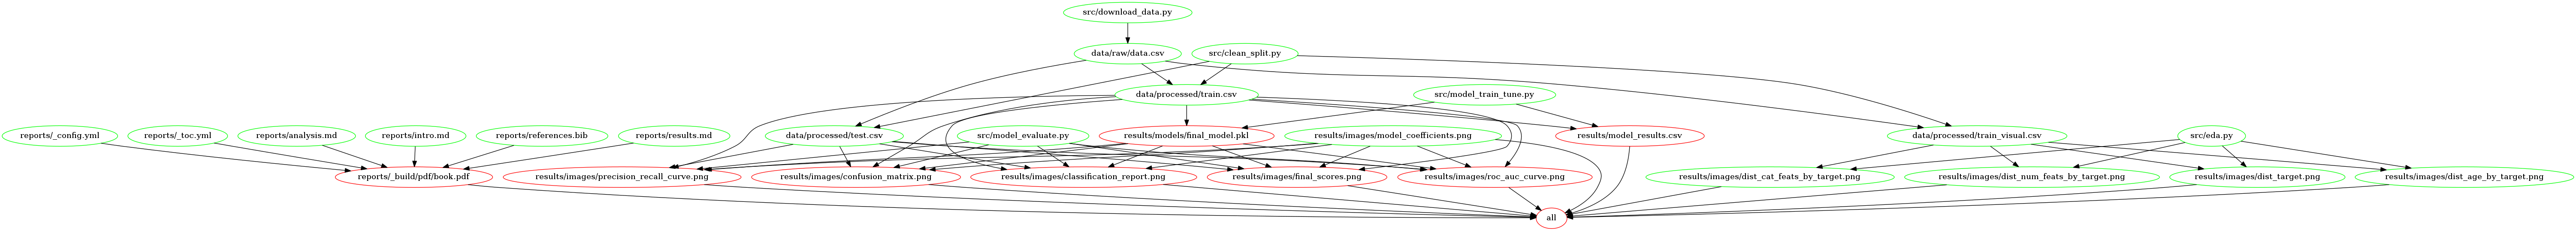 src/download_data.py
data/raw/data.csv
src/clean_split.py
data/processed/train.csv
src/model_train_tune.py
reports/_config.yml
reports/_toc.yml
reports/analysis.md
reports/intro.md
reports/references.bib
reports/results.md
data/processed/test.csv
src/model_evaluate.py
results/models/final_model.pkl
results/images/model_coefficients.png
results/model_results.csv
data/processed/train_visual.csv
src/eda.py
reports/_build/pdf/book.pdf
results/images/precision_recall_curve.png
results/images/confusion_matrix.png
results/images/classification_report.png
results/images/final_scores.png
results/images/roc_auc_curve.png
results/images/dist_cat_feats_by_target.png
results/images/dist_num_feats_by_target.png
results/images/dist_target.png
results/images/dist_age_by_target.png
all